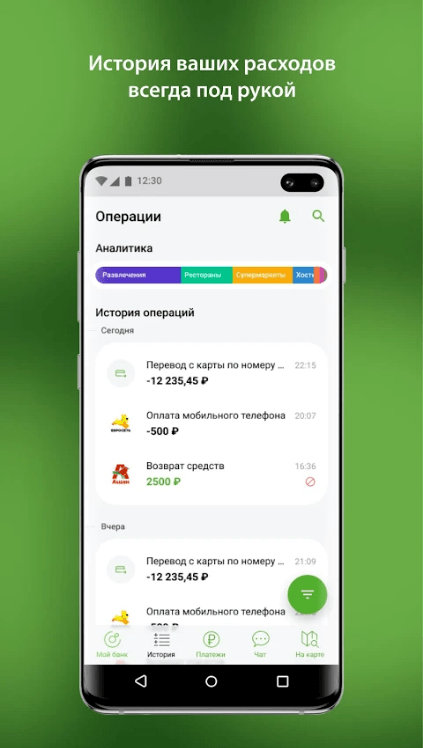 История ваших расходов
всегда под рукой
12:30
Операции
Аналитика
Развлечения Рестораны Супермаркеты
История операций
Сегодня
Перевод с карты по номеру ... 22:15
-12 235,45 ₽
Оплата мобильного телефона 20:07
-500 ₽
Возврат средств 16:36
2500 ₽
Вчера
Перевод с карты по номеру ... 21:09
-12 235,45 ₽
Оплата мобильного телефона
Мой банк История Платежи Чат На карте